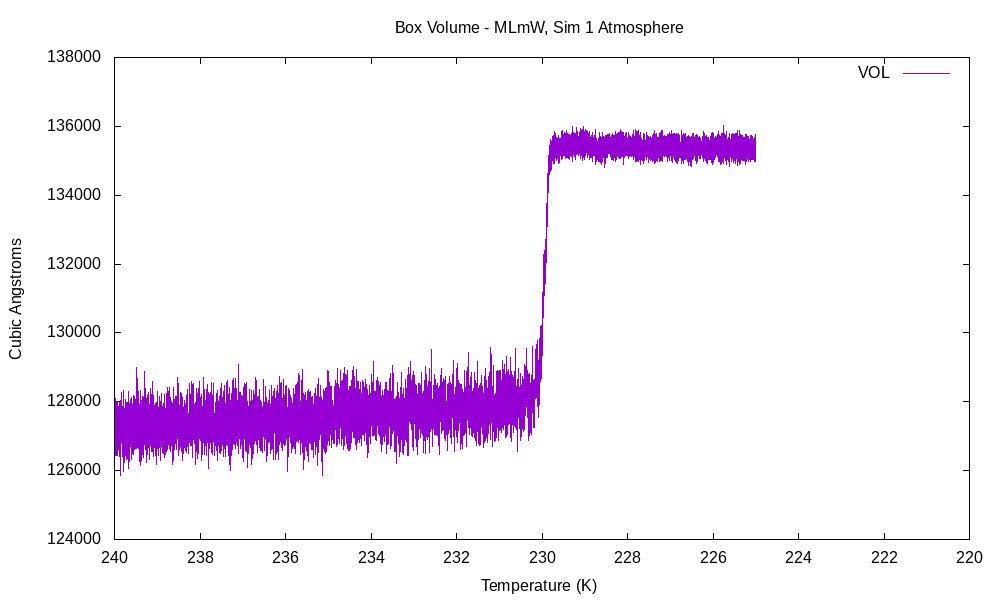 Box Volume - MLmW, Sim 1 Atmosphere
138000
VOL
136000
134000
132000
130000
128000
126000
124000
Cubic Angstroms
240 238 236 234 232 230 228 226 224 222 220
Temperature (K)